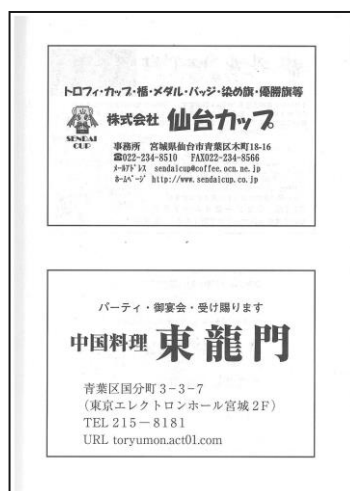 トロフィ・カップ・楯・メダル・バッジ・染め旗・優勝旗等
SENDAI
CUP
株式会社 仙台カップ
事務所 宮城県仙台市青葉区木町18-16
☎022-234-8510 FAX022-234-8566
メールアドレス sendaicup@coffee.ocn.ne.jp
ホームページ http://www.sendaicup.co.jp
パーティ・御宴会・受け賜ります
中国料理 東龍門
青葉区国分町3-3-7
(東京エレクトロンホール宮城2F)
TEL 215-8181
URL toryumon.act01.com